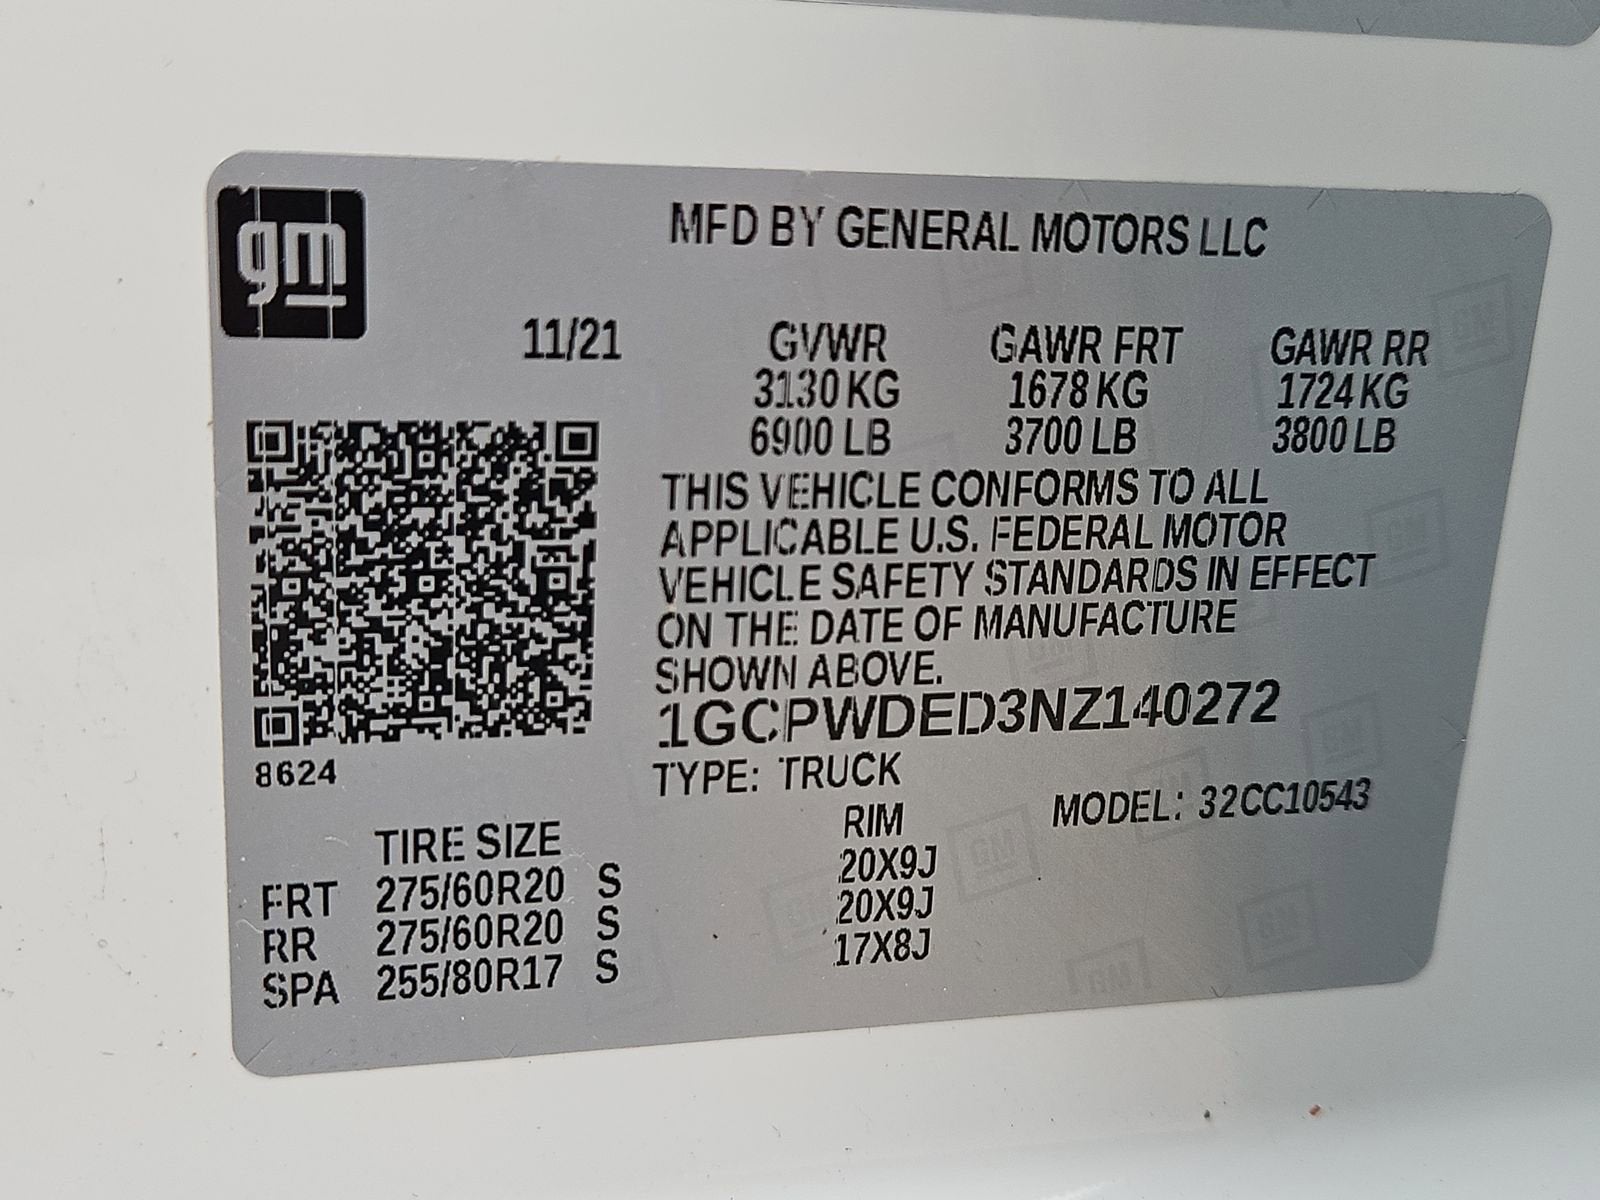 gm
MFD BY GENERAL MOTORS LLC
11/21 GVWR GAWR FRT GAWR RR
3130 KG 1678 KG 1724 KG
6900 LB 3700 LB 3800 LB
THIS VEHICLE CONFORMS TO ALL
APPLICABLE U.S. FEDERAL MOTOR
VEHICLE SAFETY STANDARDS IN EFFECT
ON THE DATE OF MANUFACTURE
SHOWN ABOVE.
1GCPWDED3NZ140272
8624
TYPE: TRUCK
MODEL: 32CC10543
TIRE SIZE RIM
FRT 275/60R20 S 20X9J
RR 275/60R20 S 20X9J
SPA 255/80R17 S 17X8J